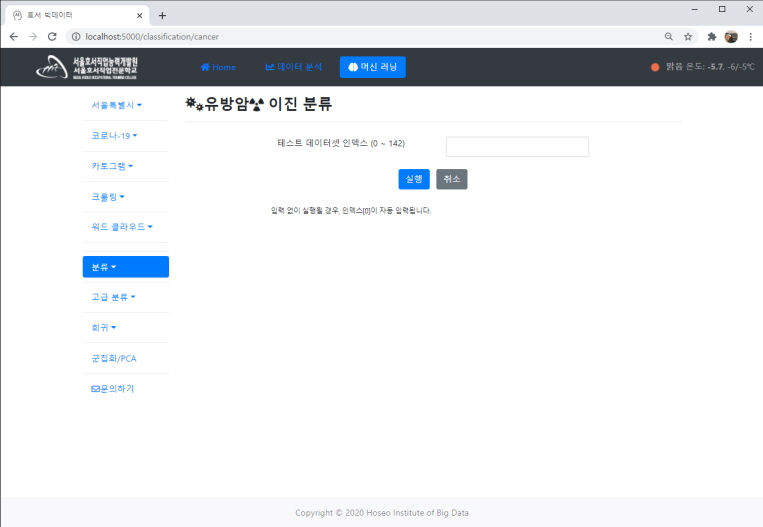 호서 빅데이터
localhost:5000/classification/cancer
서울호서직업능력개발원
서울호서직업전문학교
Home
데이터 분석
머신 러닝
맑음 온도: -5.7, -6/-5℃
서울특별시
코로나-19
카토그램
크롤링
워드 클라우드
분류
고급 분류
회귀
군집화/PCA
문의하기
유방암 이진 분류
테스트 데이터셋 인덱스 (0 ~ 142)
실행 취소
입력 없이 실행될 경우, 인덱스[0]이 자동 입력됩니다.
Copyright © 2020 Hoseo Institute of Big Data